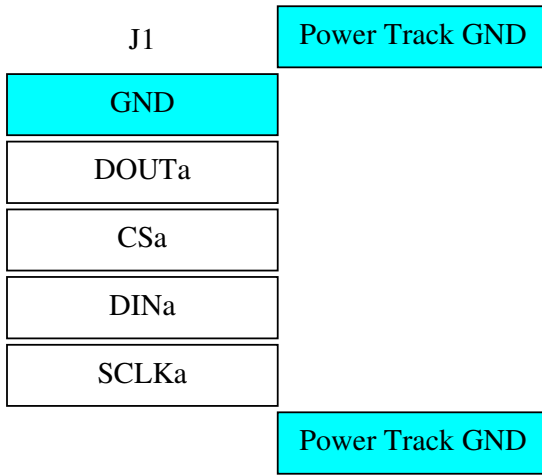 J1
Power Track GND
GND
DOUTa
CSa
DINa
SCLKa
Power Track GND